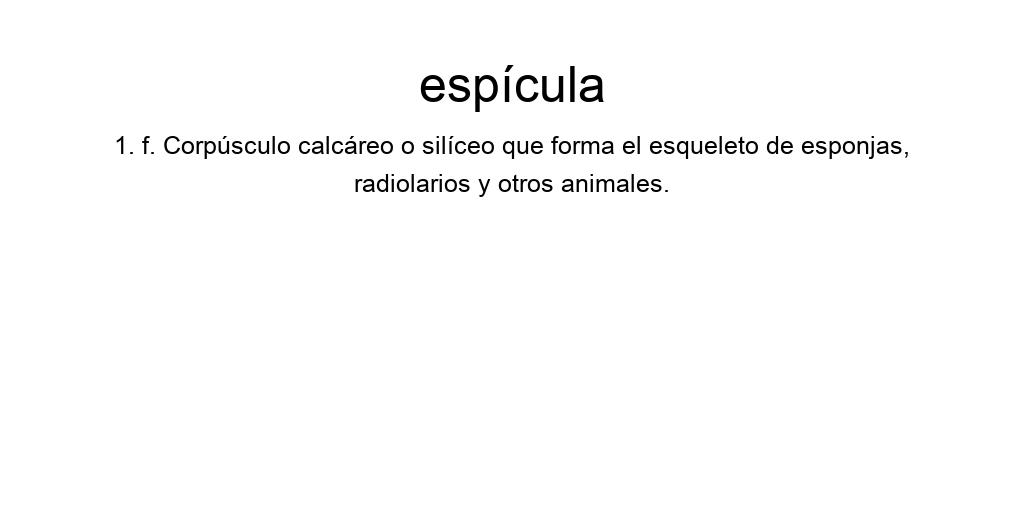 espícula
1. f. Corpúsculo calcáreo o silíceo que forma el esqueleto de esponjas,
radiolarios y otros animales.